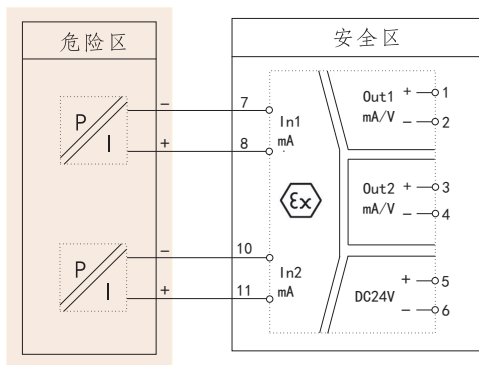 危险区
安全区
P
I
−
+
7
8
In1
mA
Out1
mA/V
+
−
1
2
Ex
Out2
mA/V
+
−
3
4
P
I
−
+
10
11
In2
mA
DC24V
+
−
5
6